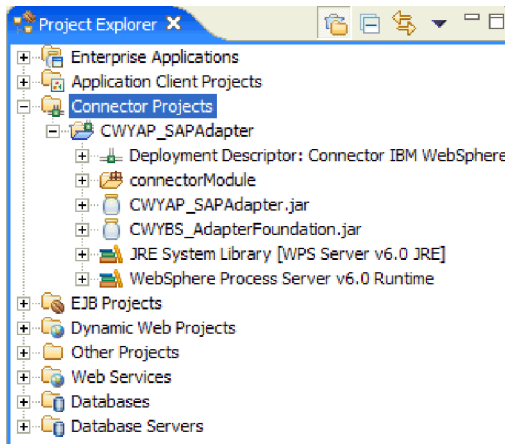 Project Explorer
Enterprise Applications
Application Client Projects
Connector Projects
CWYAP_SAPAdapter
Deployment Descriptor: Connector IBM WebSphere
connectorModule
CWYAP_SAPAdapter.jar
CWYBS_AdapterFoundation.jar
JRE System Library [WPS Server v6.0 JRE]
WebSphere Process Server v6.0 Runtime
EJB Projects
Dynamic Web Projects
Other Projects
Web Services
Databases
Database Servers